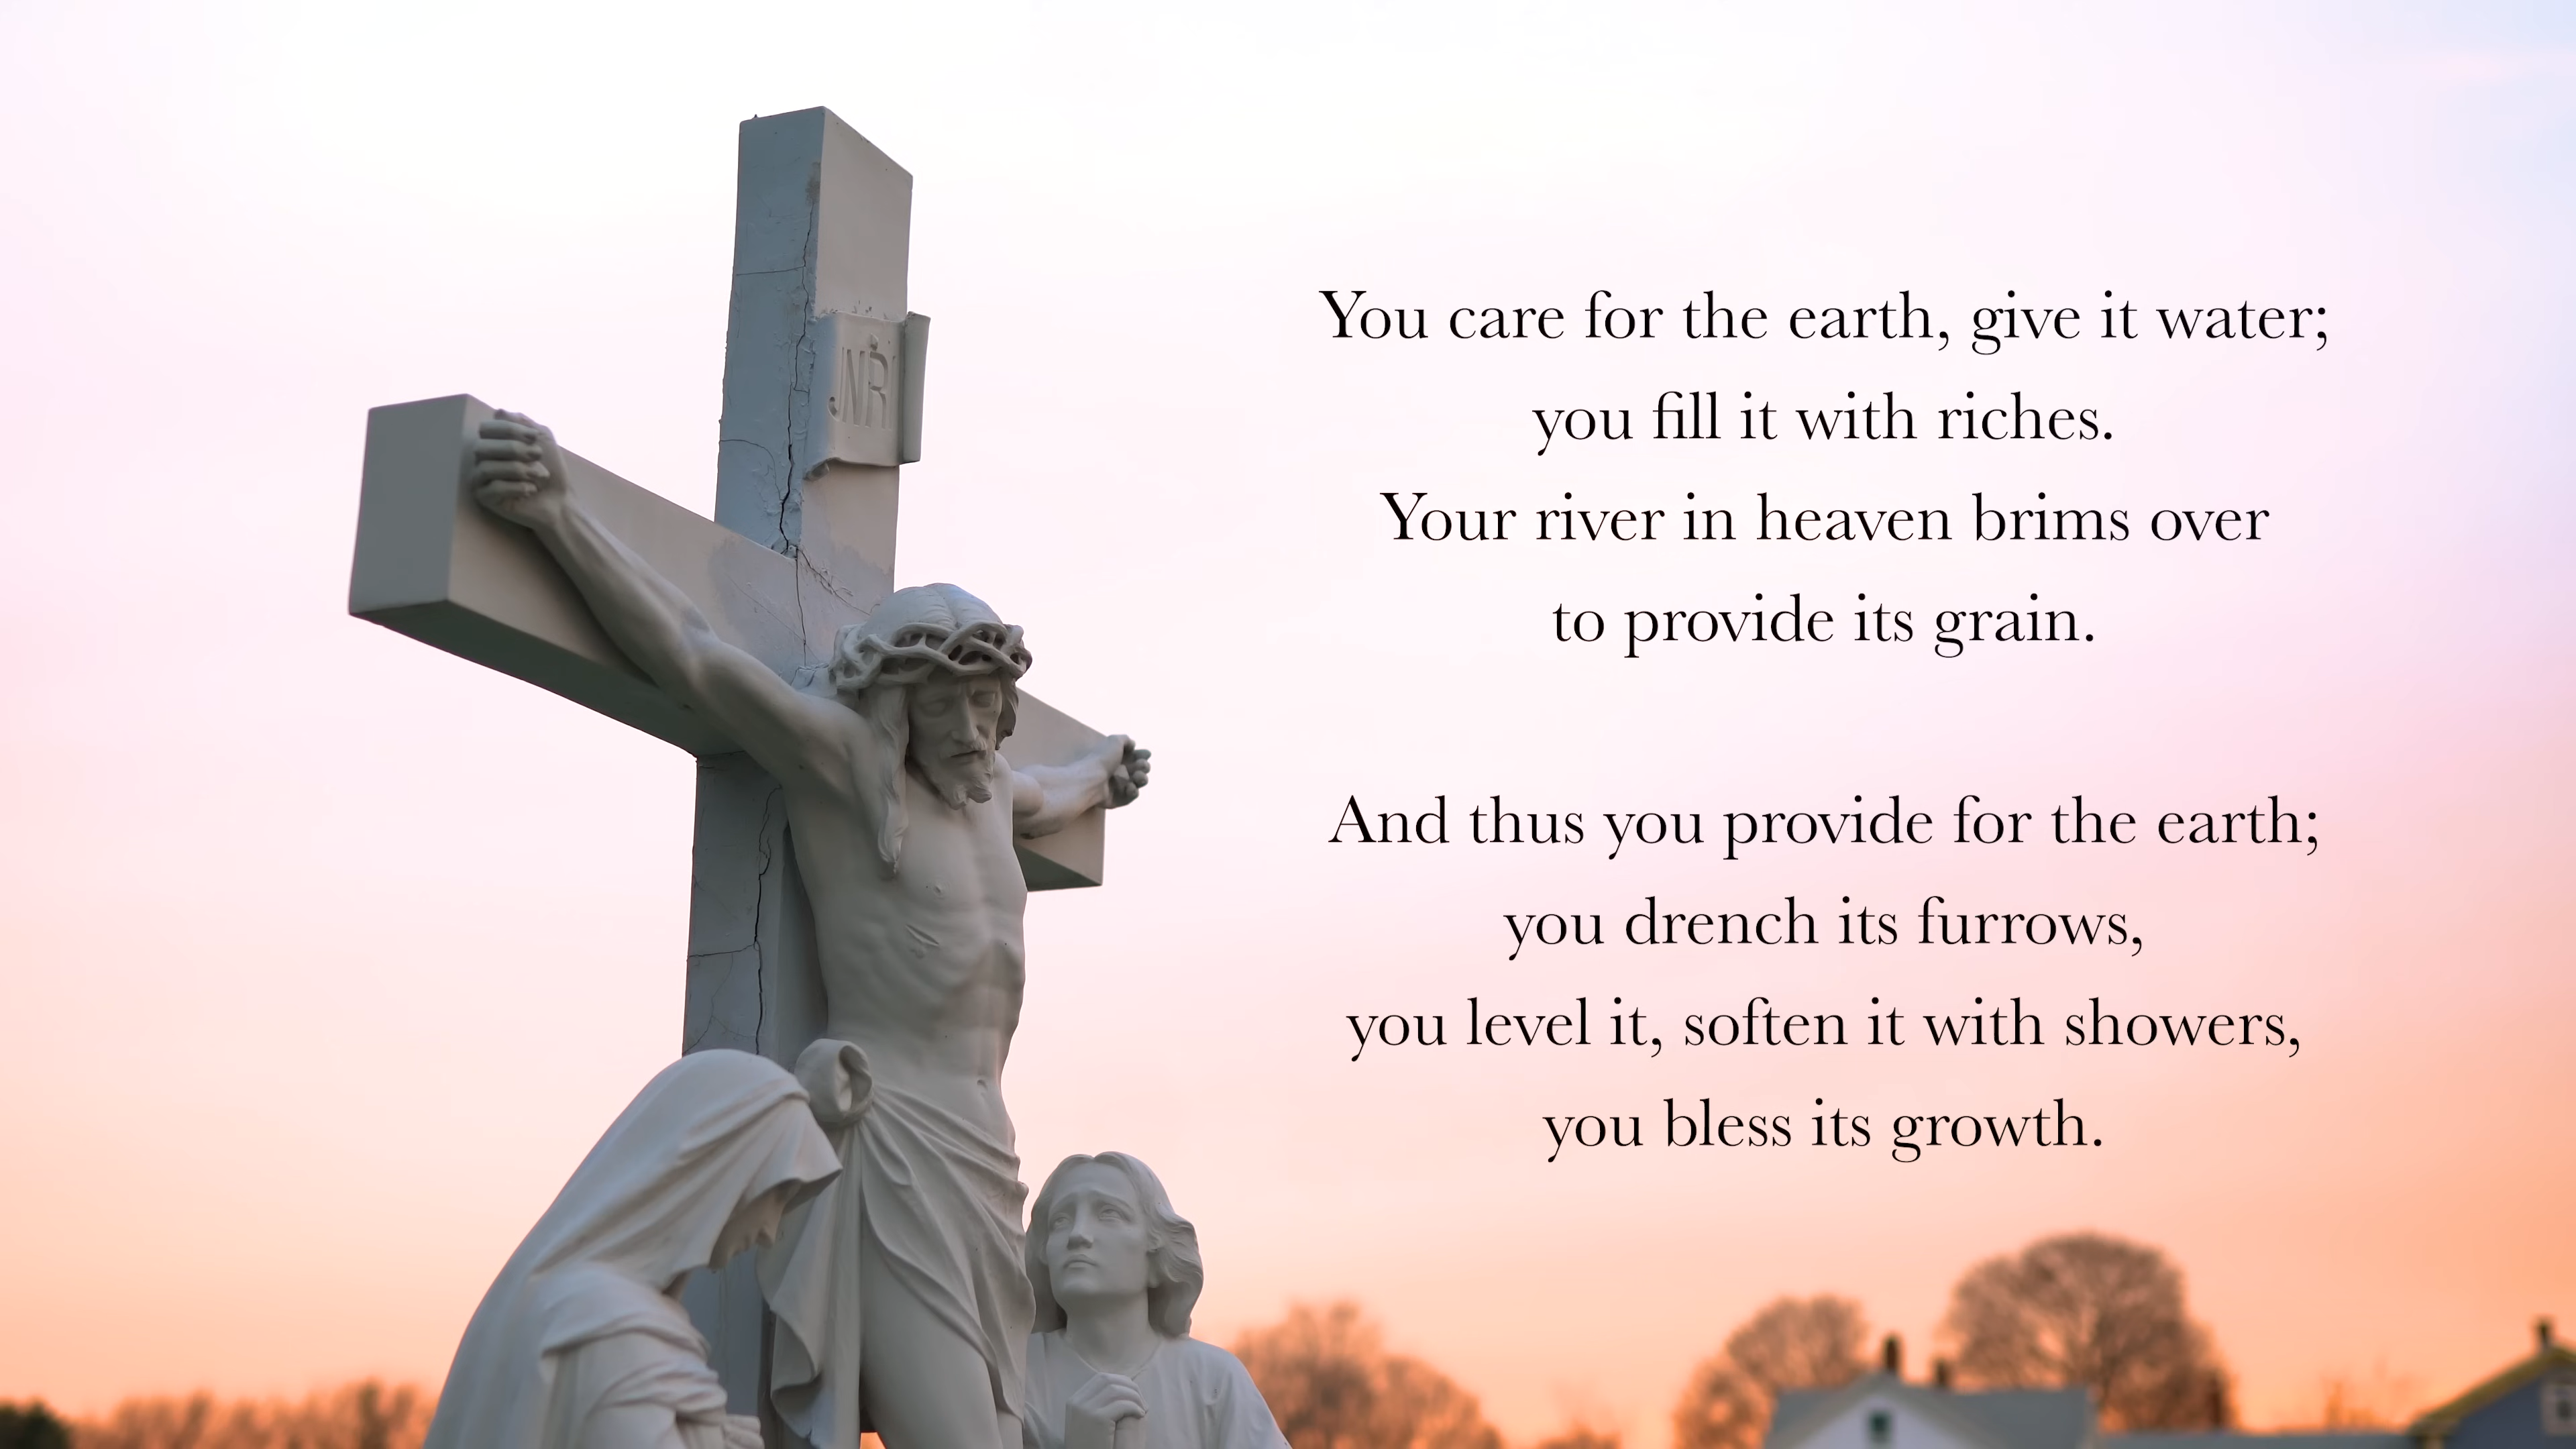 JNRI
You care for the earth, give it water;
you fill it with riches.
Your river in heaven brims over
to provide its grain.
And thus you provide for the earth;
you drench its furrows,
you level it, soften it with showers,
you bless its growth.